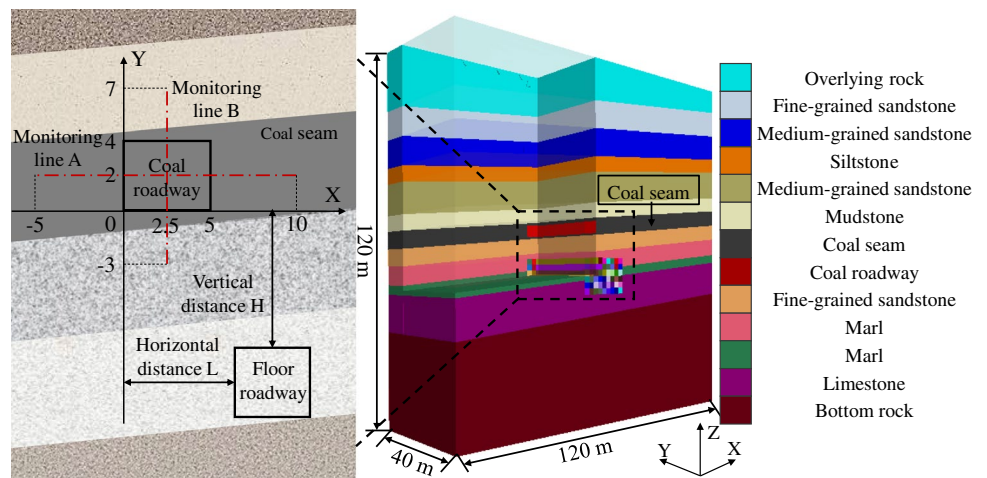 Y
7
Monitoring
line B
Coal seam
Monitoring
line A
4
Coal
roadway
2
X
-5
0
2.5
5
10
-3
Vertical
distance H
Horizontal
distance L
Floor
roadway
120 m
Coal seam
40 m
120 m
Z
Y
X
Overlying rock
Fine-grained sandstone
Medium-grained sandstone
Siltstone
Medium-grained sandstone
Mudstone
Coal seam
Coal roadway
Fine-grained sandstone
Marl
Marl
Limestone
Bottom rock